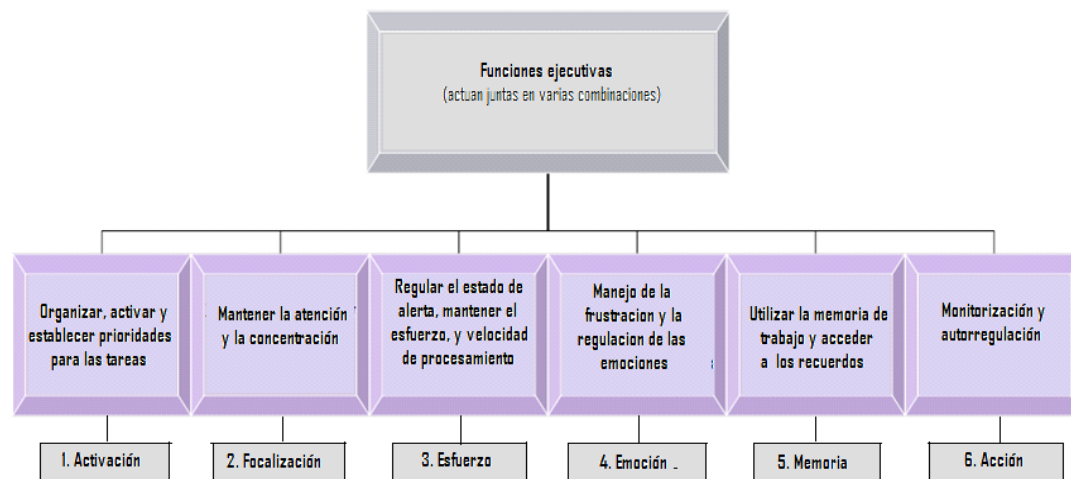 Funciones ejecutivas
(actuan juntas en varias combinaciones)
Organizar, activar y
establecer prioridades
para las tareas
Mantener la atención
y la concentración
Regular el estado de
alerta, mantener el
esfuerzo, y velocidad
de procesamiento
Manejo de la
frustracion y la
regulacion de las
emociones
Utilizar la memoria de
trabajo y acceder
a los recuerdos
Monitorización y
autorregulación
1. Activación
2. Focalización
3. Esfuerzo
4. Emoción
5. Memoria
6. Acción